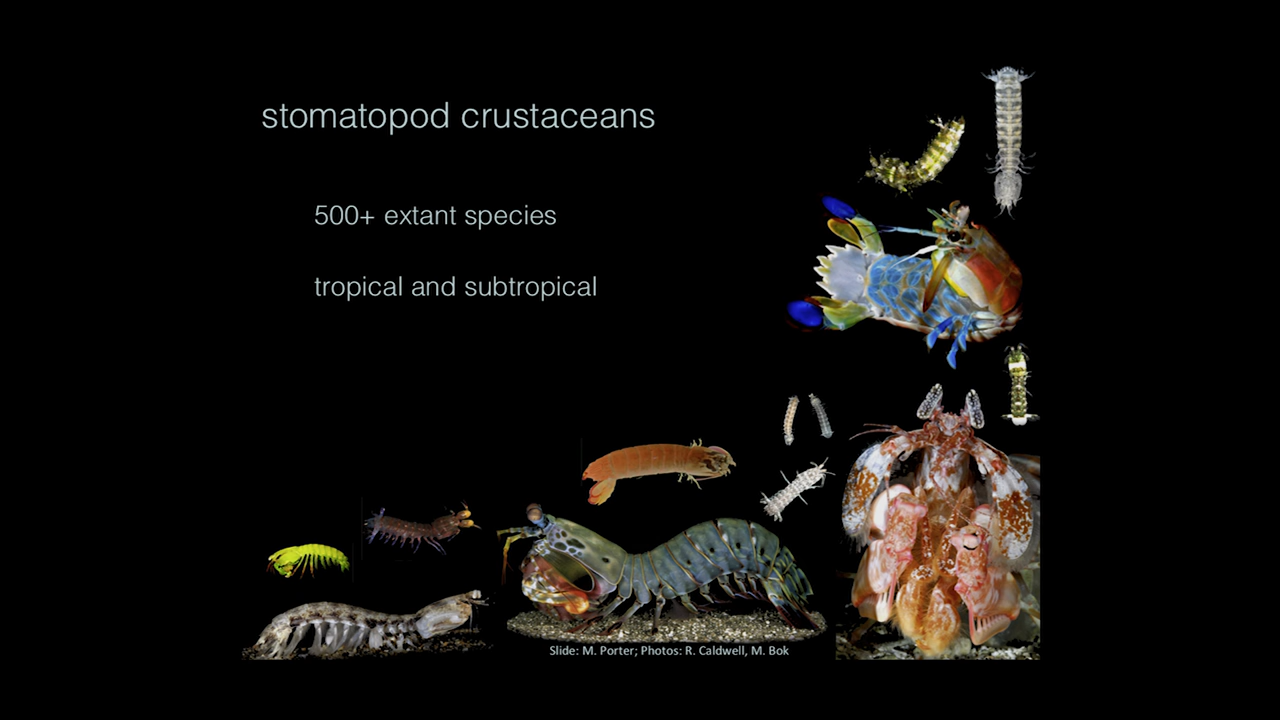 stomatopod crustaceans
500+ extant species
tropical and subtropical
Slide: M. Porter; Photos: R. Caldwell, M. Bok